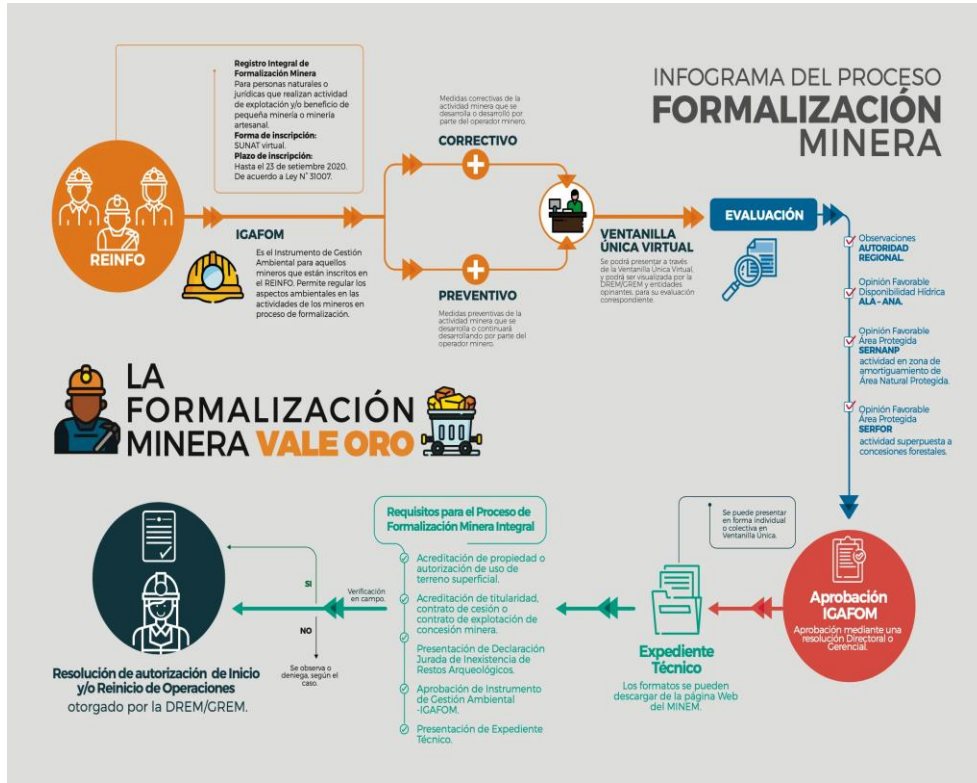 INFOGRAMA DEL PROCESO
FORMALIZACIÓN
MINERA
Registro Integral de
Formalización Minera
Para personas naturales o
jurídicas que realizan actividad
de explotación y/o beneficio de
pequeña minería o minería
artesanal.
Forma de inscripción:
SUNAT virtual.
Plazo de inscripción:
Hasta el 23 de setiembre 2020.
De acuerdo a Ley N° 31007.
REINFO
IGAFOM
Es el Instrumento de Gestión
Ambiental para aquellos
mineros que están inscritos en
el REINFO. Permite regular los
aspectos ambientales en las
actividades de los mineros en
proceso de formalización.
Medidas correctivas de la
actividad minera que se
desarrolla o desarrolló por
parte del operador minero.
CORRECTIVO
PREVENTIVO
Medidas preventivas de la
actividad minera que se
desarrolla o continuará
desarrollando por parte del
operador minero.
VENTANILLA
ÚNICA VIRTUAL
Se podrá presentar a través
de la Ventanilla Única Virtual,
y podrá ser visualizada por la
DREM/GREM y entidades
opinantes, para su evaluación
correspondiente.
EVALUACIÓN
Observaciones
AUTORIDAD
REGIONAL.
Opinión Favorable
Disponibilidad Hídrica
ALA - ANA.
Opinión Favorable
Área Protegida
SERNANP
actividad en zona de
amortiguamiento de
Área Natural Protegida.
Opinión Favorable
Área Protegida
SERFOR
actividad superpuesta a
concesiones forestales.
LA
FORMALIZACIÓN
MINERA VALE ORO
Aprobación
IGAFOM
Aprobación mediante una
resolución Directoral o
Gerencial.
Se puede presentar
en forma individual
o colectiva en
Ventanilla Única.
Expediente
Técnico
Los formatos se pueden
descargar de la página Web
del MINEM.
Requisitos para el Proceso de
Formalización Minera Integral
Acreditación de propiedad o
autorización de uso de
terreno superficial.
Acreditación de titularidad,
contrato de cesión o
contrato de explotación de
concesión minera.
Presentación de Declaración
Jurada de Inexistencia de
Restos Arqueológicos.
Aprobación de Instrumento
de Gestión Ambiental
-IGAFOM.
Presentación de Expediente
Técnico.
Verificación
en campo.
SI
NO
Se observa o
deniega, según el
caso.
Resolución de autorización de Inicio
y/o Reinicio de Operaciones
otorgado por la DREM/GREM.